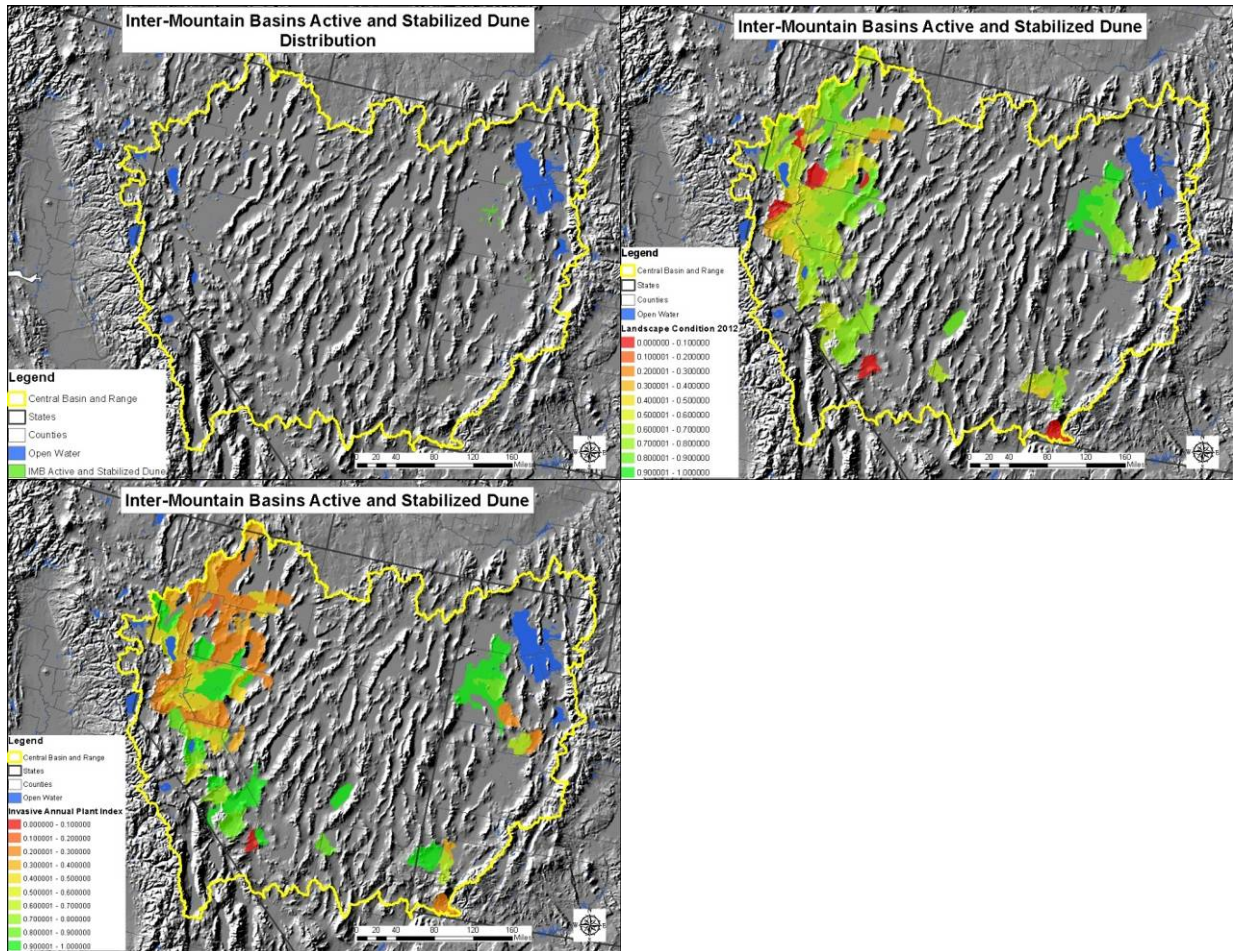 Inter-Mountain Basins Active and Stabilized Dune
Distribution
Legend
Central Basin and Range
States
Counties
Open Water
IMB Active and Stabilized Dune
0 20 40 80 120 160
Miles
Inter-Mountain Basins Active and Stabilized Dune
Legend
Central Basin and Range
States
Counties
Open Water
Landscape Condition 2012
0.000000 - 0.100000
0.100001 - 0.200000
0.200001 - 0.300000
0.300001 - 0.400000
0.400001 - 0.500000
0.500001 - 0.600000
0.600001 - 0.700000
0.700001 - 0.800000
0.800001 - 0.900000
0.900001 - 1.000000
0 20 40 80 120 160
Miles
Inter-Mountain Basins Active and Stabilized Dune
Legend
Central Basin and Range
States
Counties
Open Water
Invasive Annual Plant Index
0.000000 - 0.100000
0.100001 - 0.200000
0.200001 - 0.300000
0.300001 - 0.400000
0.400001 - 0.500000
0.500001 - 0.600000
0.600001 - 0.700000
0.700001 - 0.800000
0.800001 - 0.900000
0.900001 - 1.000000
0 20 40 80 120 160
Miles